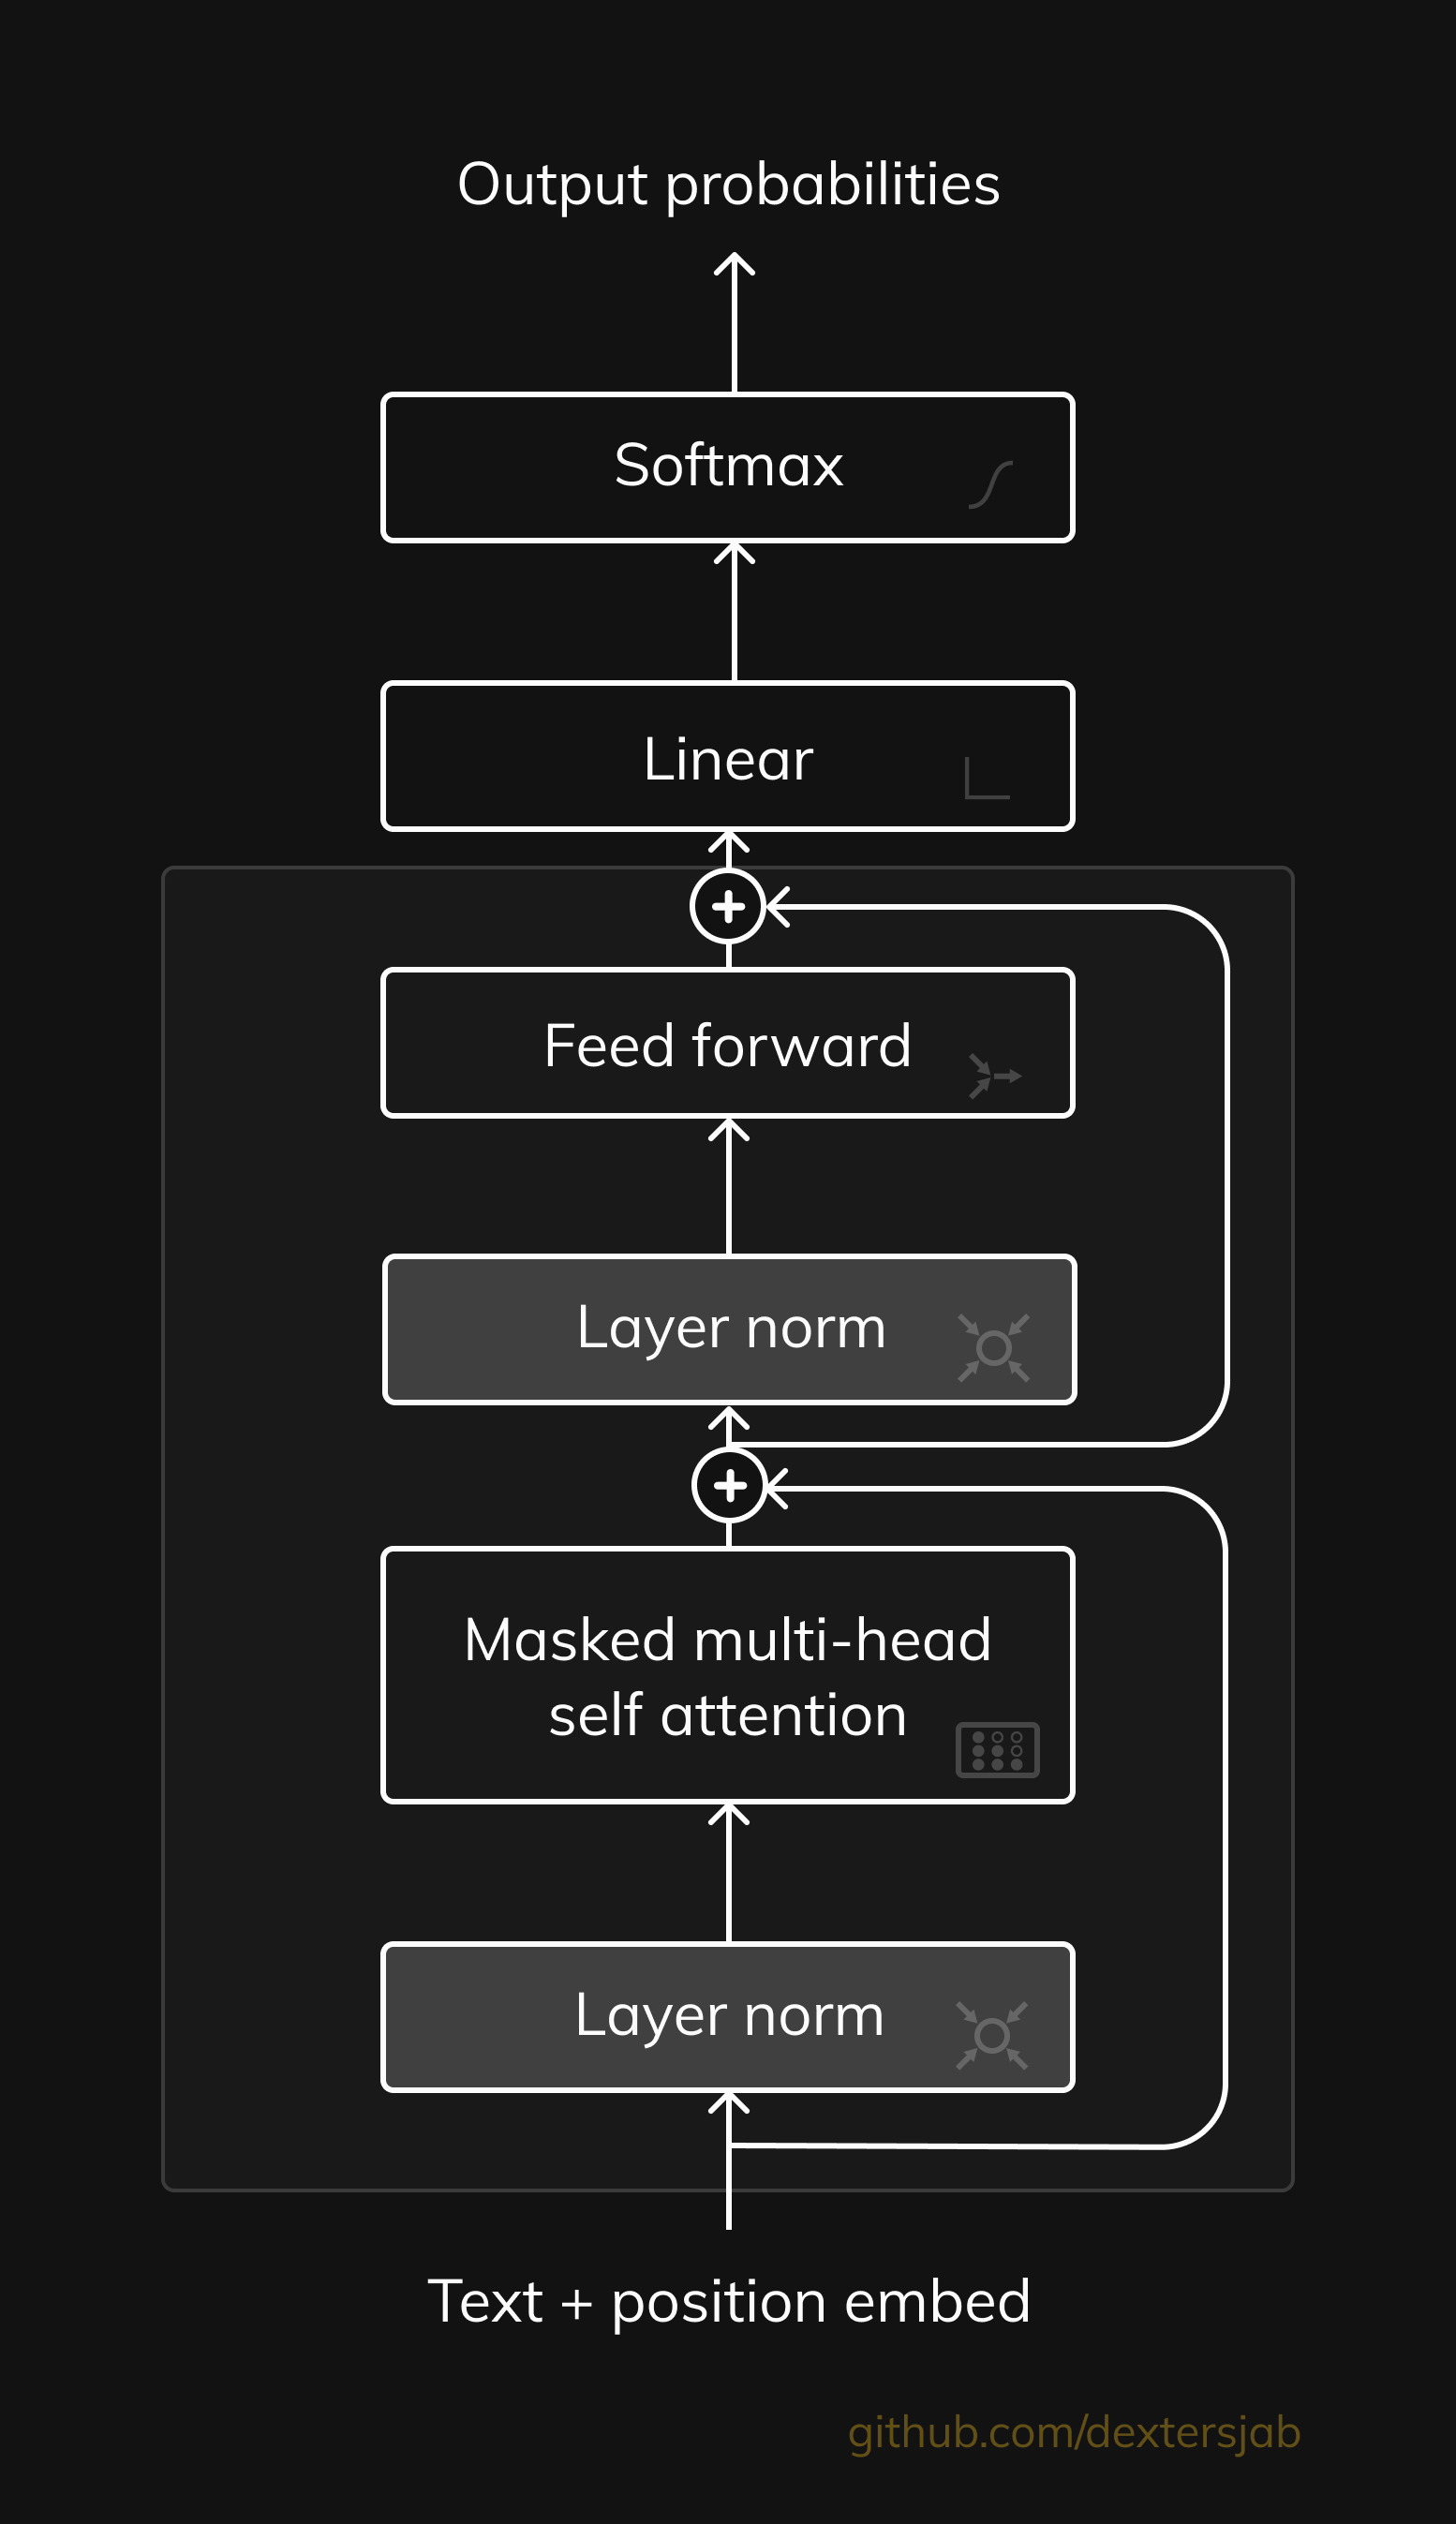 Output probabilities
Softmax
Linear
Feed forward
Layer norm
Masked multi-head
self attention
Layer norm
Text + position embed
github.com/dextersjab